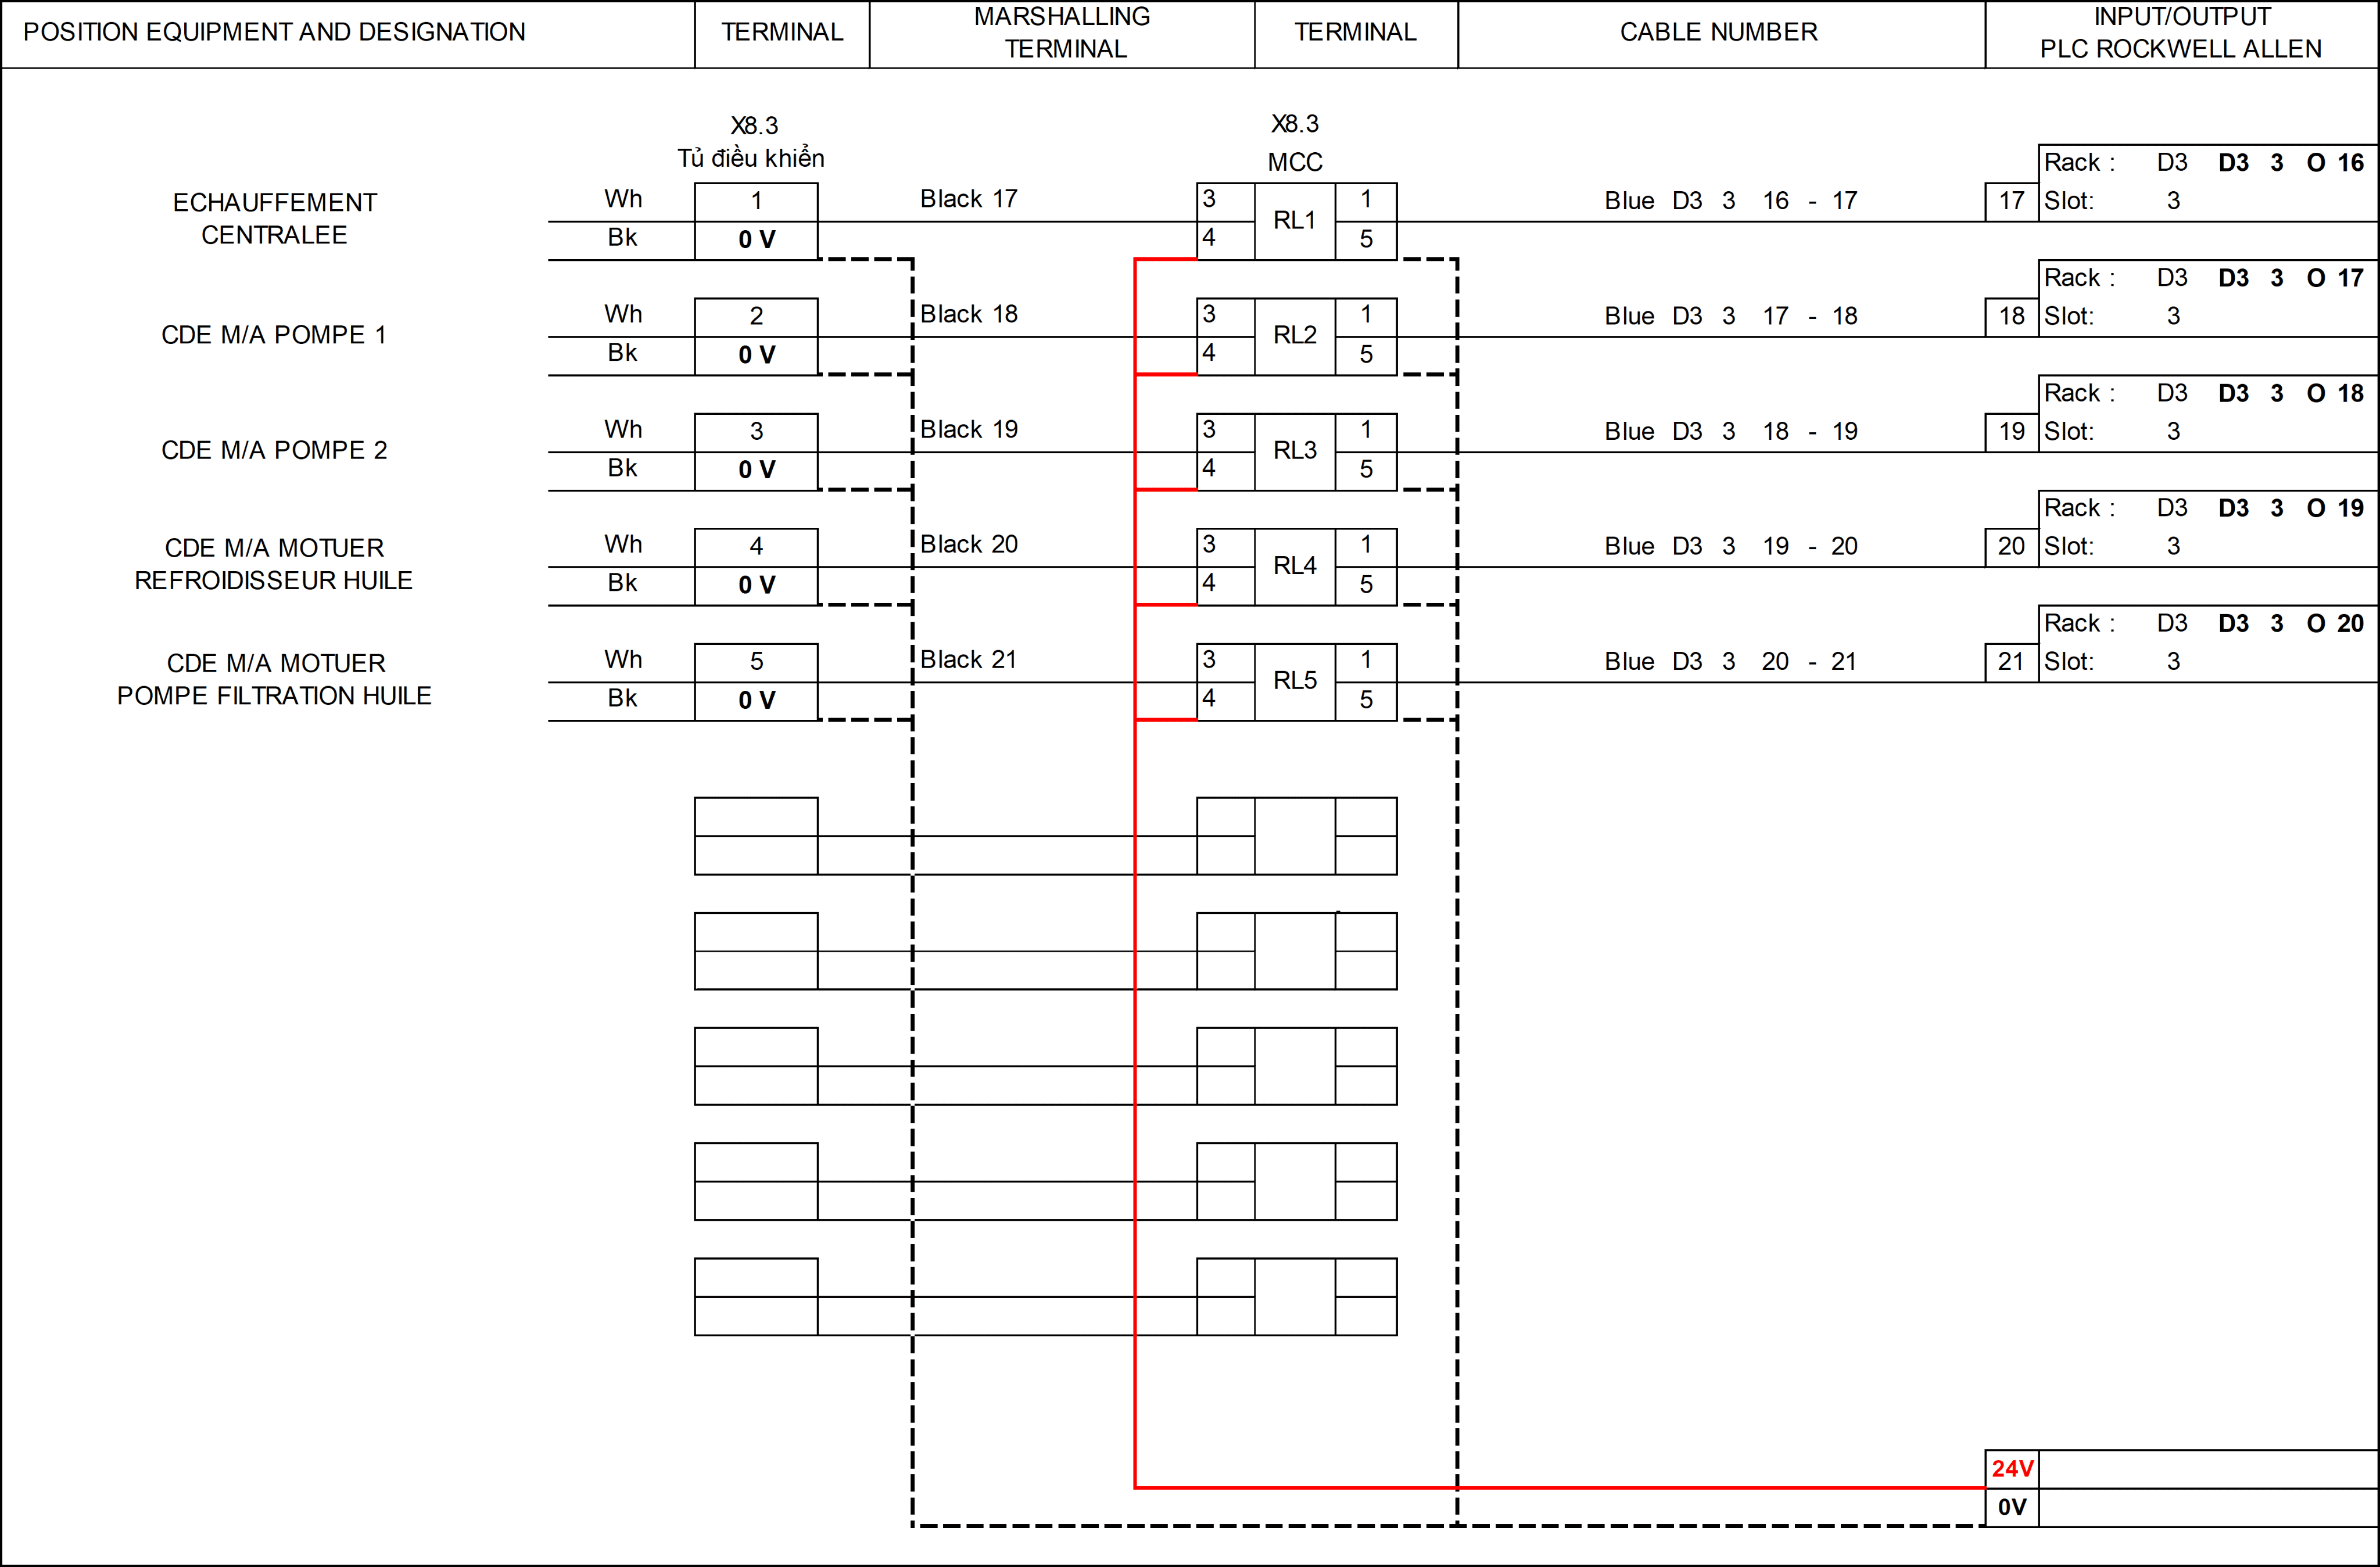 POSITION EQUIPMENT AND DESIGNATION TERMINAL MARSHALLING TERMINAL TERMINAL CABLE NUMBER INPUT/OUTPUT PLC ROCKWELL ALLEN
X8.3 X8.3
Tủ điều khiển MCC
Rack : D3 D3 3 O 16
ECHAUFFEMENT Wh 1 Black 17 3 RL1 1 Blue D3 3 16 - 17 17 Slot: 3
CENTRALEE Bk 0 V 4 5
Rack : D3 D3 3 O 17
CDE M/A POMPE 1 Wh 2 Black 18 3 RL2 1 Blue D3 3 17 - 18 18 Slot: 3
Bk 0 V 4 5
Rack : D3 D3 3 O 18
CDE M/A POMPE 2 Wh 3 Black 19 3 RL3 1 Blue D3 3 18 - 19 19 Slot: 3
Bk 0 V 4 5
Rack : D3 D3 3 O 19
CDE M/A MOTUER Wh 4 Black 20 3 RL4 1 Blue D3 3 19 - 20 20 Slot: 3
REFROIDISSEUR HUILE Bk 0 V 4 5
Rack : D3 D3 3 O 20
CDE M/A MOTUER Wh 5 Black 21 3 RL5 1 Blue D3 3 20 - 21 21 Slot: 3
POMPE FILTRATION HUILE Bk 0 V 4 5
24V
0V